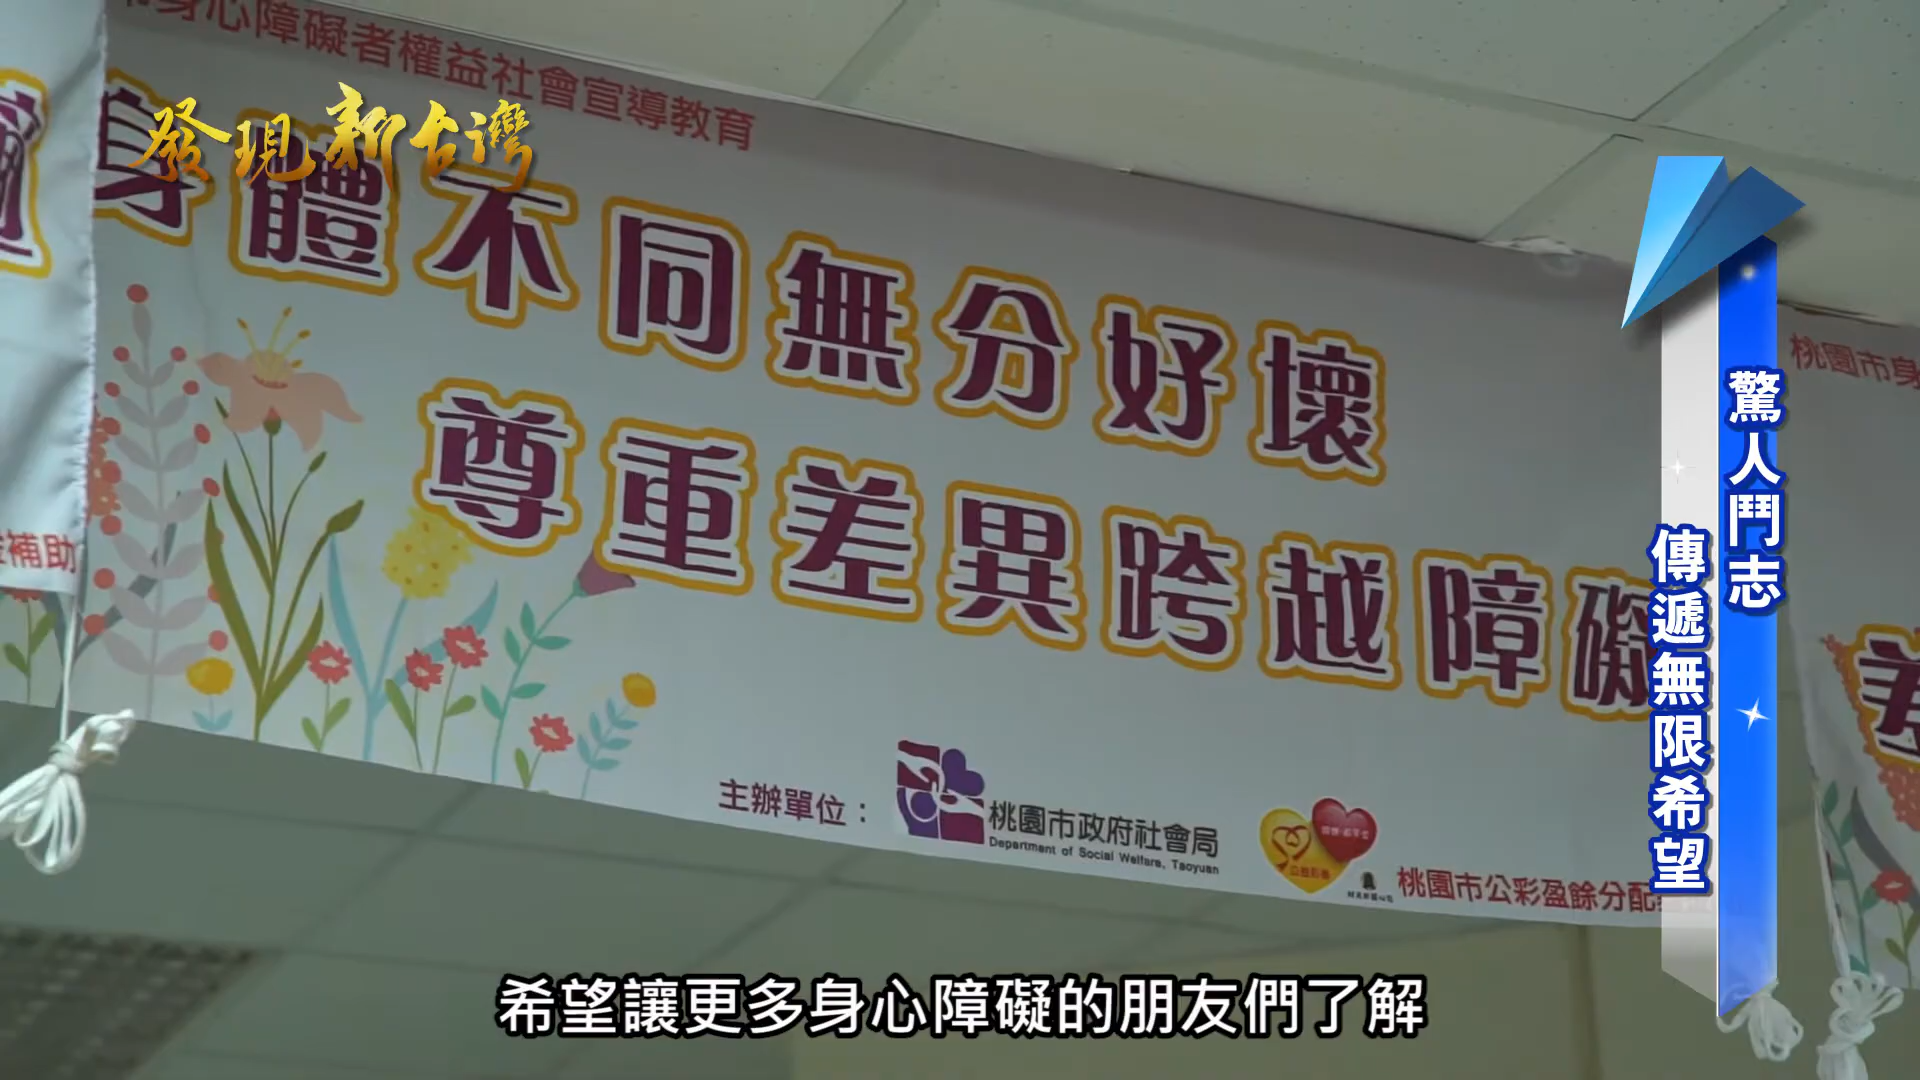 身心障礙者權益社會宣導教育
發現新台灣
身體不同無分好壞
尊重差異跨越障礙
補助
主辦單位：
桃園市政府社會局
Department of Social Welfare, Taoyuan
桃園市公彩盈餘分配
桃園市身
差
驚人鬥志
傳遞無限希望
希望讓更多身心障礙的朋友們了解